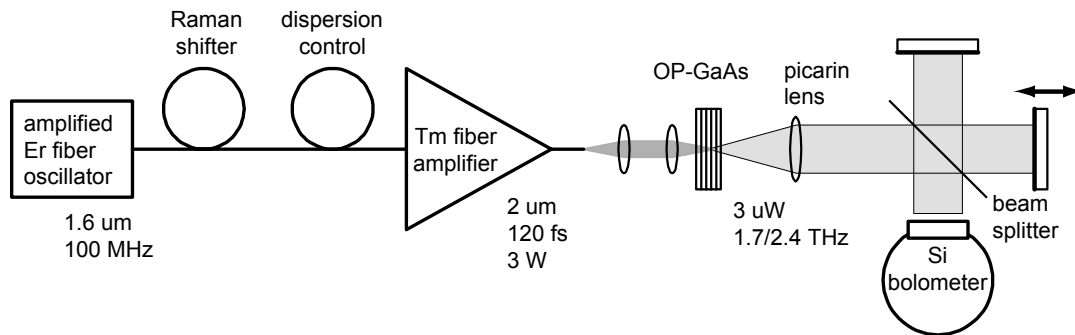 Raman
shifter
dispersion
control
amplified
Er fiber
oscillator
1.6 um
100 MHz
Tm fiber
amplifier
2 um
120 fs
3 W
OP-GaAs
picarin
lens
3 uW
1.7/2.4 THz
beam
splitter
Si
bolometer